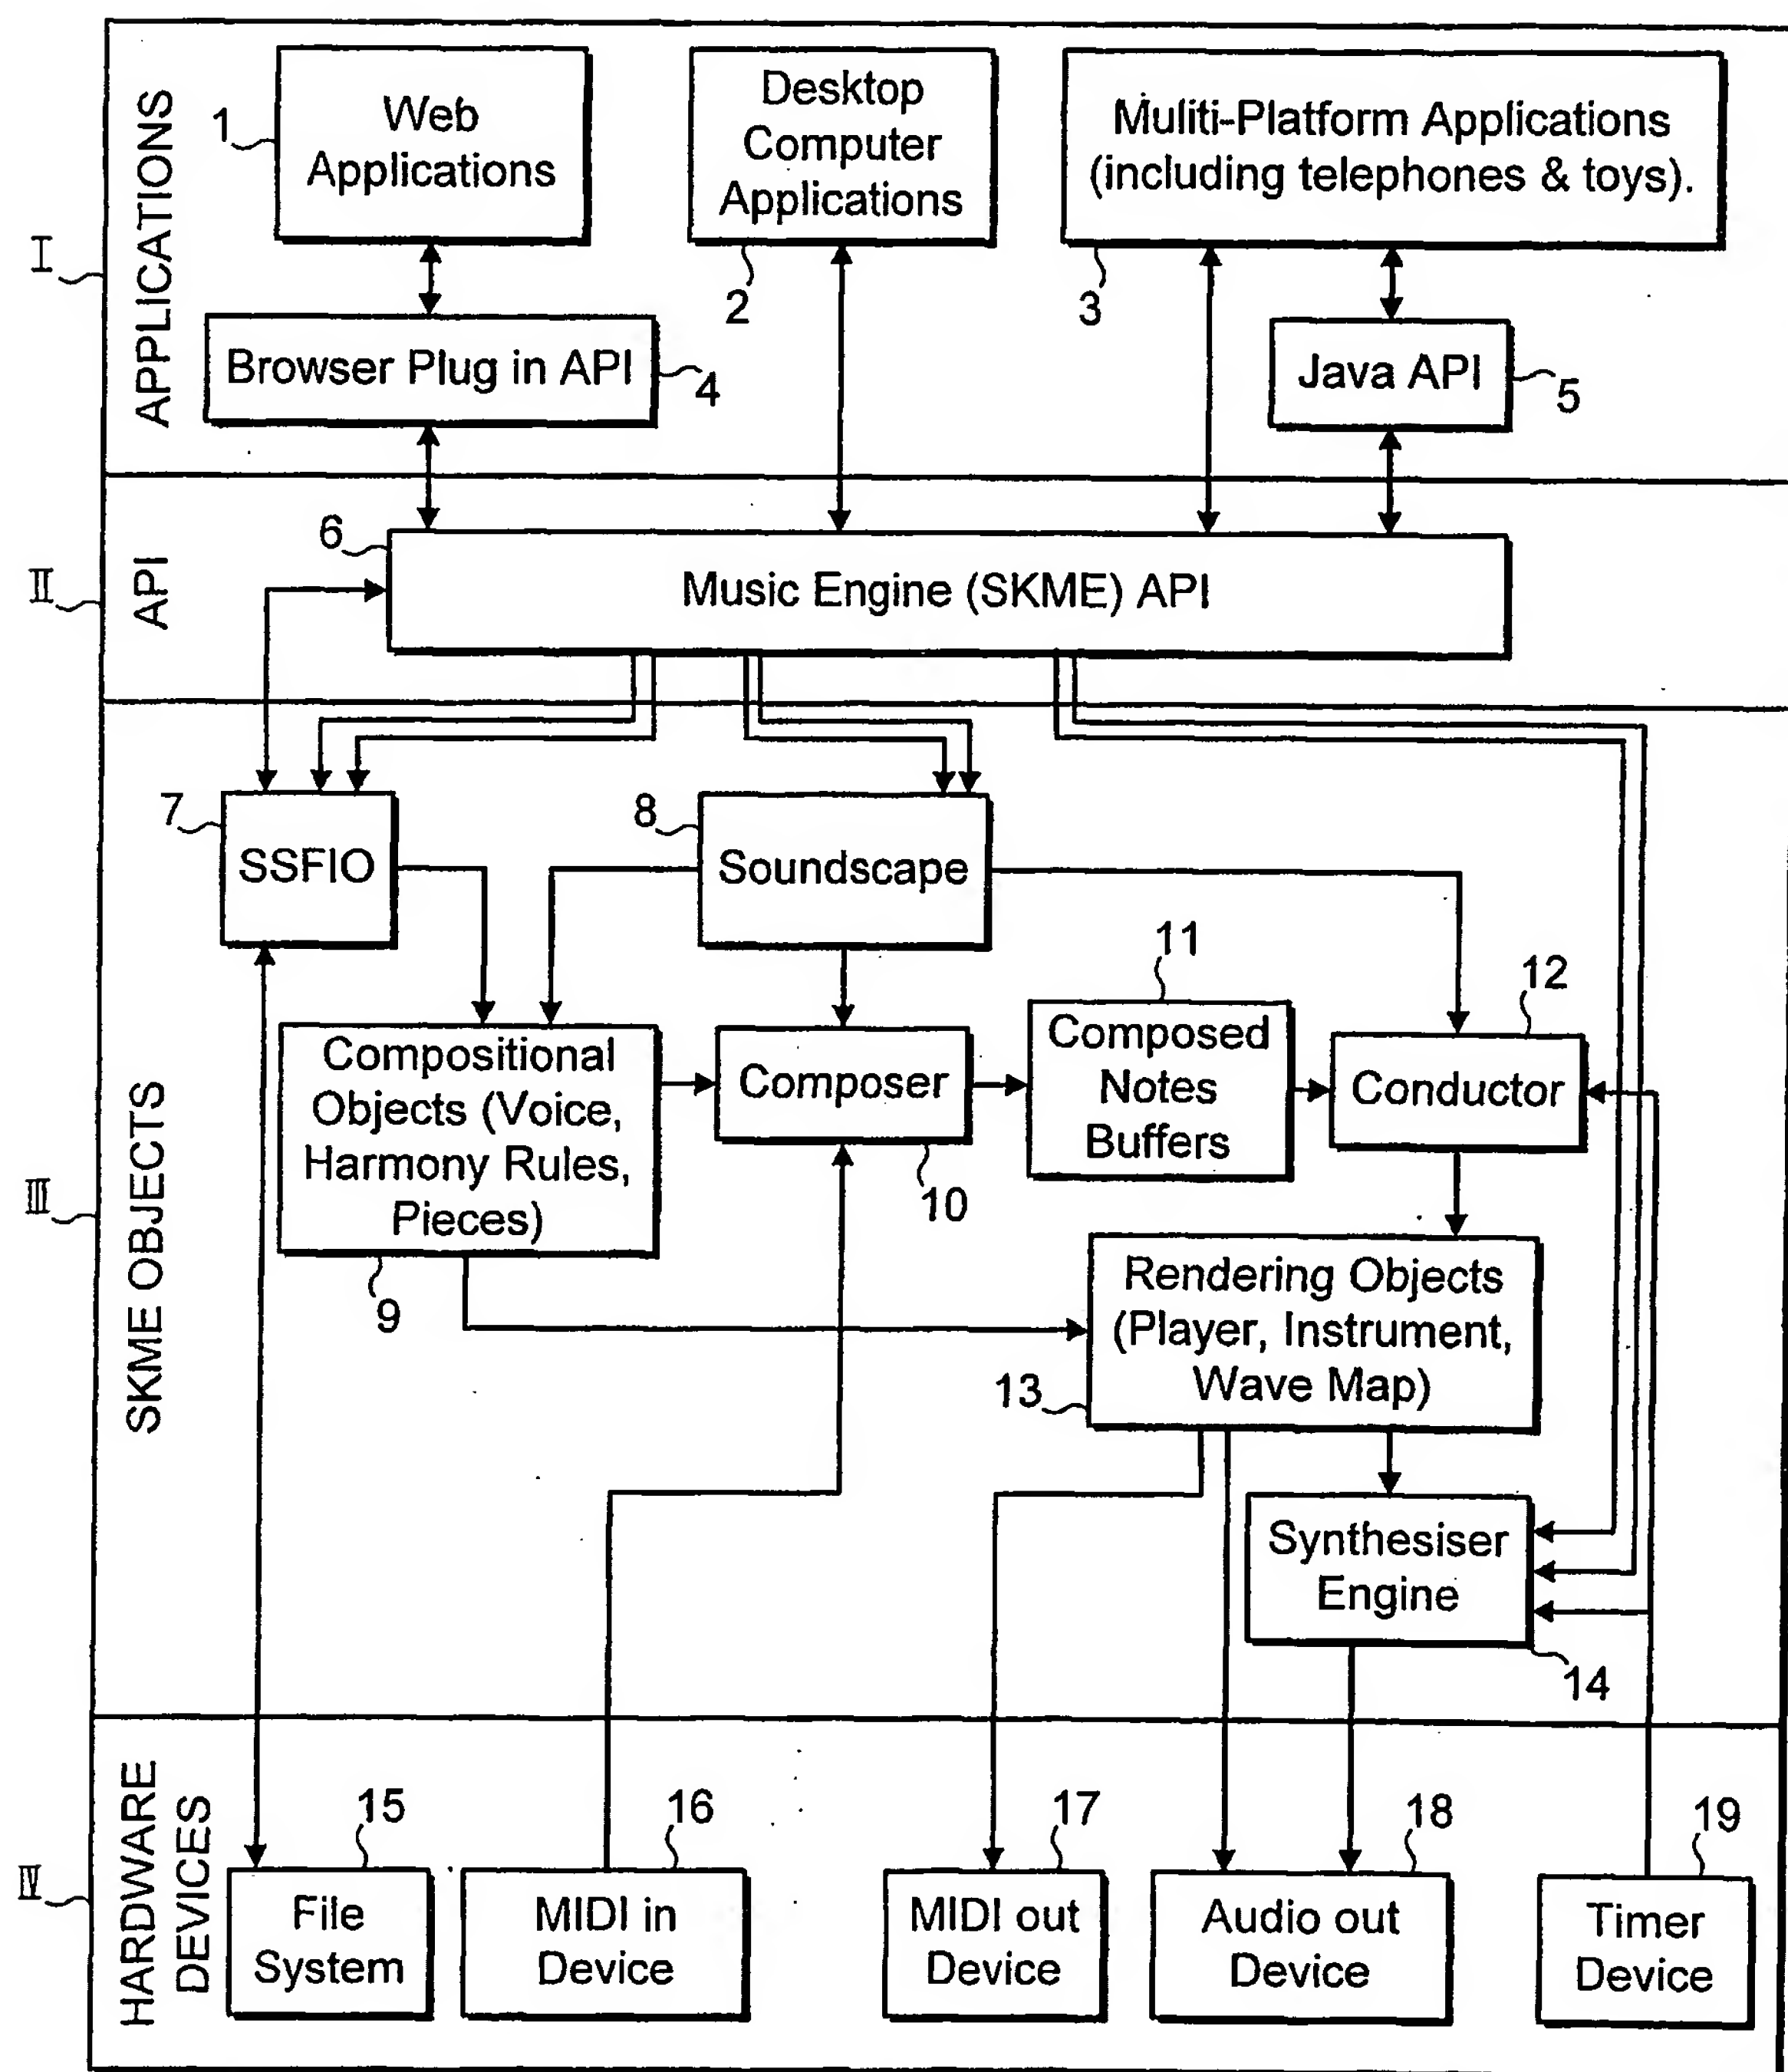 I
APPLICATIONS
1
Web
Applications
Desktop
Computer
Applications
2
Muliti-Platform Applications
(including telephones & toys).
3
Browser Plug in API
4
Java API
5
II
API
6
Music Engine (SKME) API
III
SKME OBJECTS
7
SSFIO
8
Soundscape
Compositional
Objects (Voice,
Harmony Rules,
Pieces)
9
Composer
10
11
Composed
Notes
Buffers
12
Conductor
Rendering Objects
(Player, Instrument,
Wave Map)
13
Synthesiser
Engine
14
IV
HARDWARE
DEVICES
15
File
System
16
MIDI in
Device
17
MIDI out
Device
18
Audio out
Device
19
Timer
Device